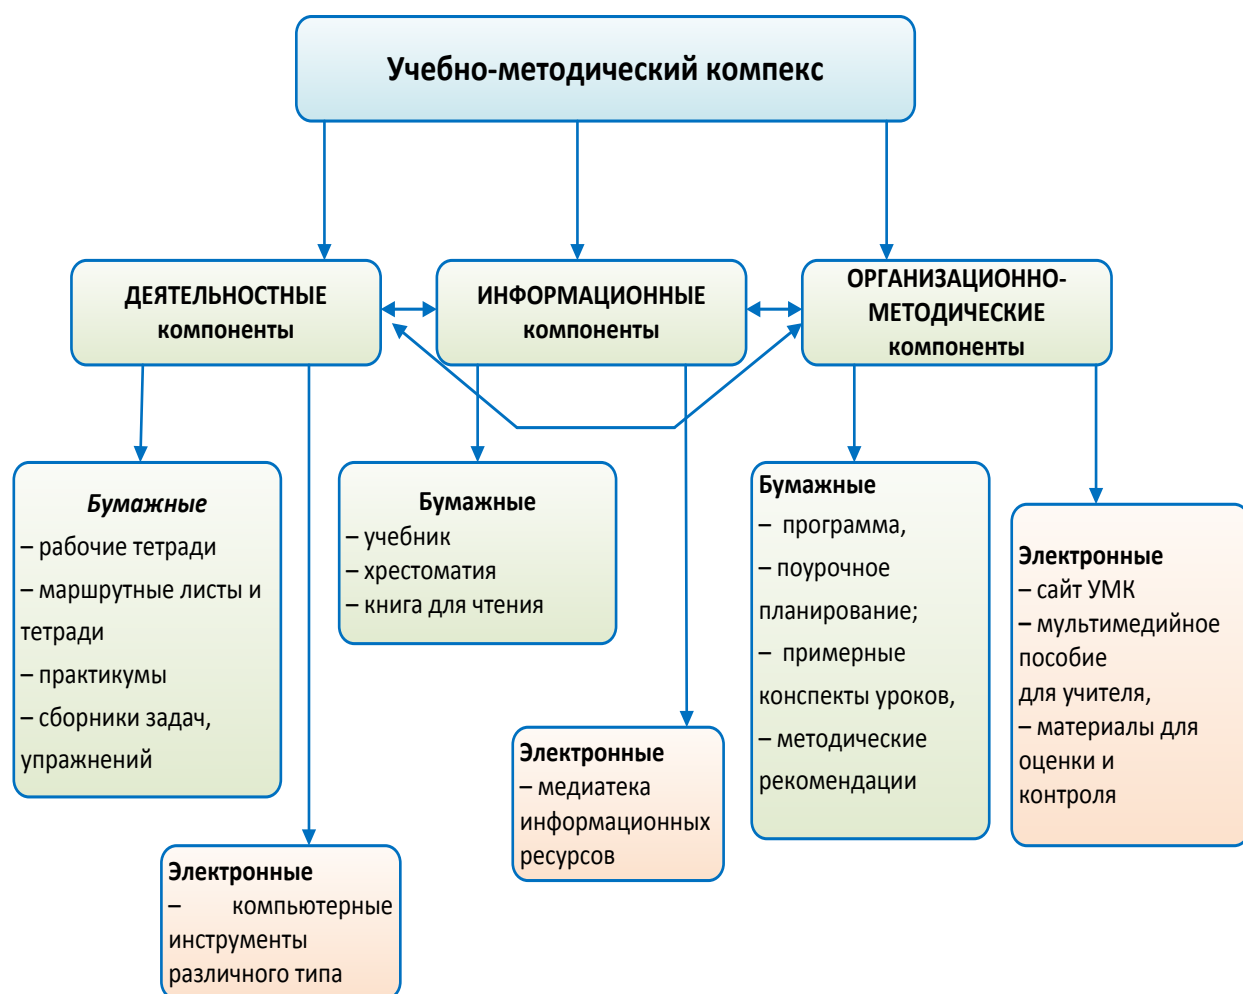 Учебно-методический компекс
ДЕЯТЕЛЬНОСТНЫЕ
компоненты
ИНФОРМАЦИОННЫЕ
компоненты
ОРГАНИЗАЦИОННО-
МЕТОДИЧЕСКИЕ
компоненты
Бумажные
– рабочие тетради
– маршрутные листы и
тетради
– практикумы
– сборники задач,
упражнений
Электронные
– компьютерные
инструменты
различного типа
Бумажные
– учебник
– хрестоматия
– книга для чтения
Электронные
– медиатека
информационных
ресурсов
Бумажные
– программа,
– поурочное
планирование;
– примерные
конспекты уроков,
– методические
рекомендации
Электронные
– сайт УМК
– мультимедийное
пособие
для учителя,
– материалы для
оценки и
контроля